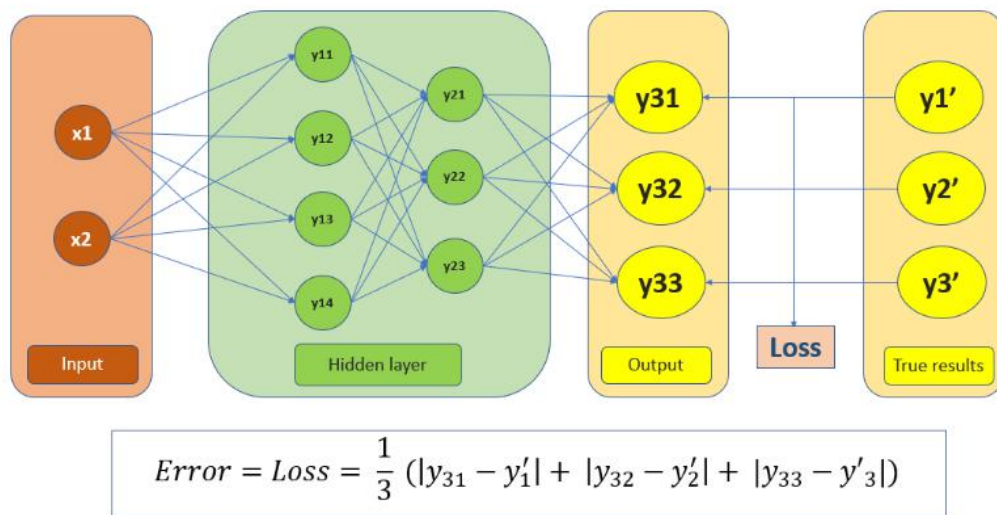 x1
x2
Input
y11
y12
y13
y14
y21
y22
y23
Hidden layer
y31
y32
y33
Output
Loss
y1’
y2’
y3’
True results
Error = Loss = 1/3 (|y₃₁ − y′₁| + |y₃₂ − y′₂| + |y₃₃ − y′₃|)